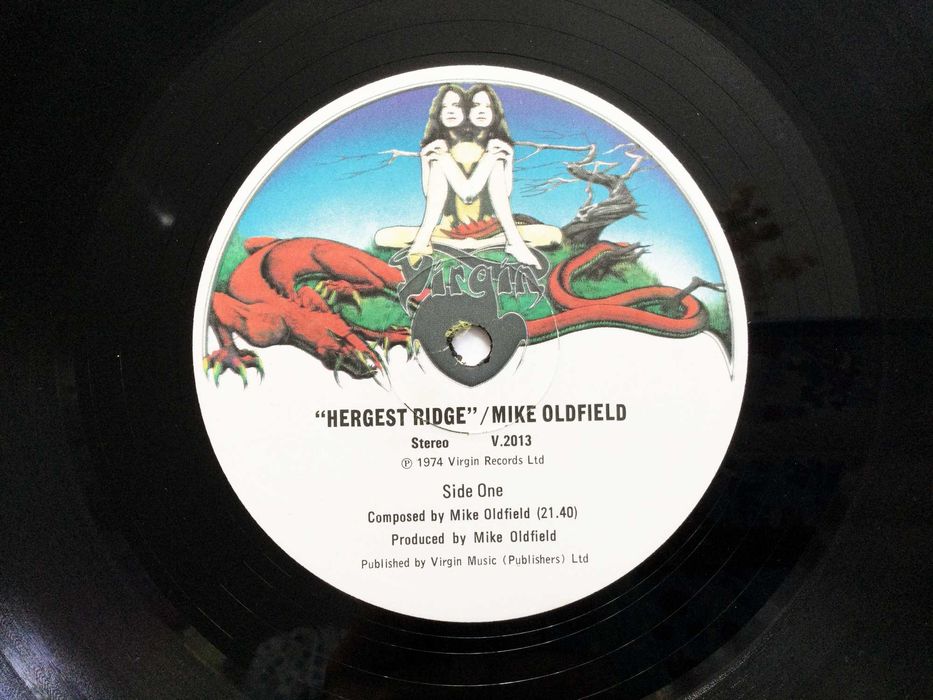 Virgin
“HERGEST RIDGE”/MIKE OLDFIELD
Stereo V.2013
℗ 1974 Virgin Records Ltd
Side One
Composed by Mike Oldfield (21.40)
Produced by Mike Oldfield
Published by Virgin Music (Publishers) Ltd